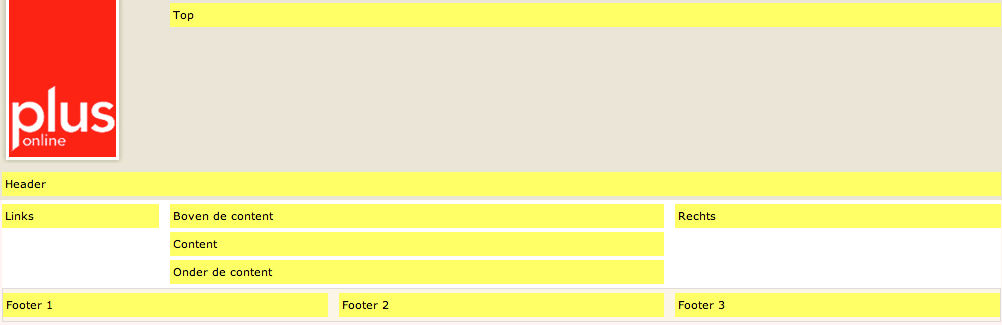 Top
plus
online
Header
Links
Boven de content
Rechts
Content
Onder de content
Footer 1
Footer 2
Footer 3